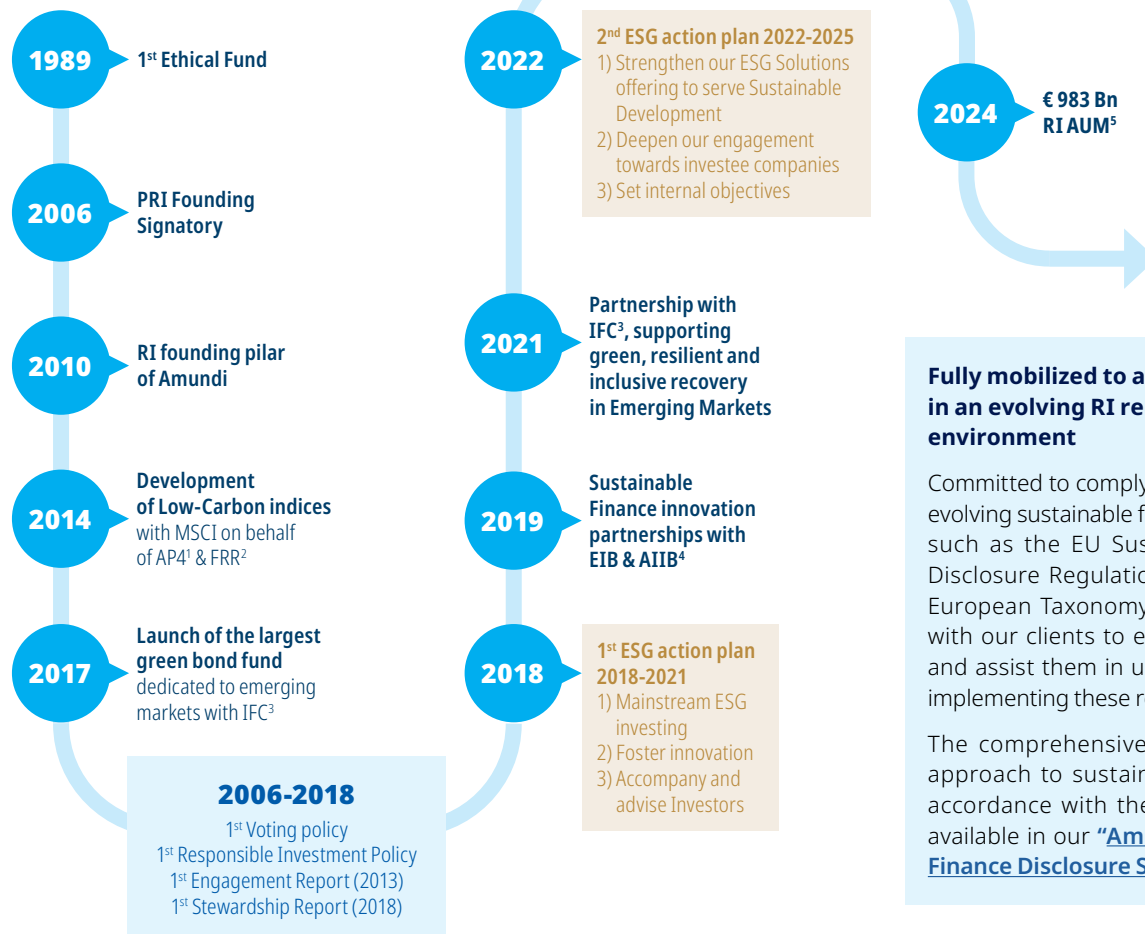 1989
1st Ethical Fund
2006
PRI Founding
Signatory
2010
RI founding pilar
of Amundi
2014
Development
of Low-Carbon indices
with MSCI on behalf
of AP4¹ & FRR²
2017
Launch of the largest
green bond fund
dedicated to emerging
markets with IFC³
2006-2018
1st Voting policy
1st Responsible Investment Policy
1st Engagement Report (2013)
1st Stewardship Report (2018)
2018
1st ESG action plan
2018-2021
1) Mainstream ESG
investing
2) Foster innovation
3) Accompany and
advise Investors
2019
Sustainable
Finance innovation
partnerships with
EIB & AIIB⁴
2021
Partnership with
IFC³, supporting
green, resilient and
inclusive recovery
in Emerging Markets
2022
2nd ESG action plan 2022-2025
1) Strengthen our ESG Solutions
offering to serve Sustainable
Development
2) Deepen our engagement
towards investee companies
3) Set internal objectives
2024
€ 983 Bn
RI AUM⁵
Fully mobilized to a
in an evolving RI re
environment
Committed to comply
evolving sustainable f
such as the EU Sus
Disclosure Regulatio
European Taxonomy
with our clients to e
and assist them in u
implementing these r
The comprehensive
approach to sustain
accordance with the
available in our “Am
Finance Disclosure S